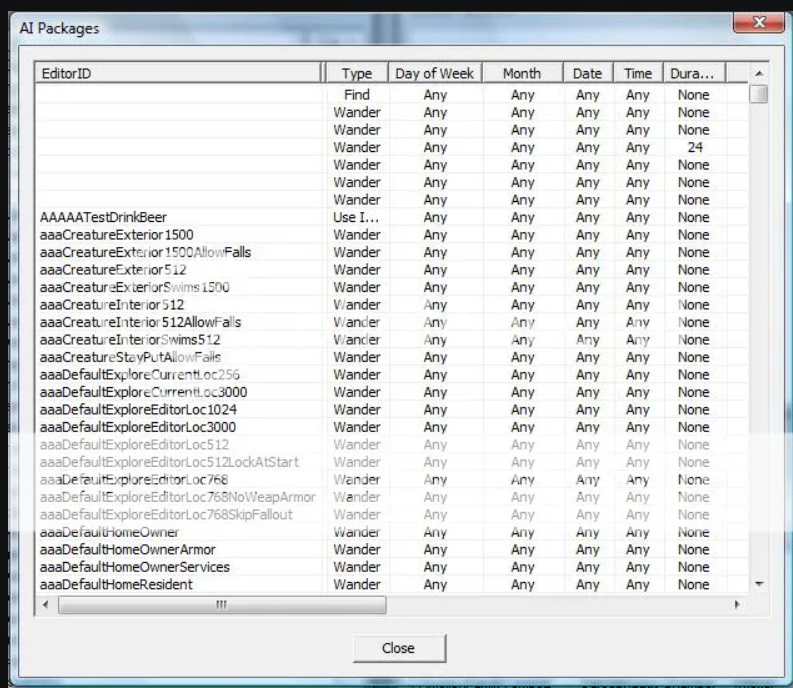 AI Packages
EditorID Type Day of Week Month Date Time Dura...
Find Any Any Any Any None
Wander Any Any Any Any None
Wander Any Any Any Any None
Wander Any Any Any Any 24
Wander Any Any Any Any None
Wander Any Any Any Any None
Wander Any Any Any Any None
AAAAATestDrinkBeer Use I... Any Any Any Any None
aaaCreatureExterior1500 Wander Any Any Any Any None
aaaCreatureExterior1500AllowFalls Wander Any Any Any Any None
aaaCreatureExterior512 Wander Any Any Any Any None
aaaCreatureExteriorSwims1500 Wander Any Any Any Any None
aaaCreatureInterior512 Wander Any Any Any Any None
aaaCreatureInterior512AllowFalls Wander Any Any Any Any None
aaaCreatureInteriorSwims512 Wander Any Any Any Any None
aaaCreatureStayPutAllowFalls Wander Any Any Any Any None
aaaDefaultExploreCurrentLoc256 Wander Any Any Any Any None
aaaDefaultExploreCurrentLoc3000 Wander Any Any Any Any None
aaaDefaultExploreEditorLoc1024 Wander Any Any Any Any None
aaaDefaultExploreEditorLoc3000 Wander Any Any Any Any None
aaaDefaultExploreEditorLoc512 Wander Any Any Any Any None
aaaDefaultExploreEditorLoc512LockAtStart Wander Any Any Any Any None
aaaDefaultExploreEditorLoc768 Wander Any Any Any Any None
aaaDefaultExploreEditorLoc768NoWeapArmor Wander Any Any Any Any None
aaaDefaultExploreEditorLoc768SkipFallout Wander Any Any Any Any None
aaaDefaultHomeOwner Wander Any Any Any Any None
aaaDefaultHomeOwnerArmor Wander Any Any Any Any None
aaaDefaultHomeOwnerServices Wander Any Any Any Any None
aaaDefaultHomeResident Wander Any Any Any Any None
Close